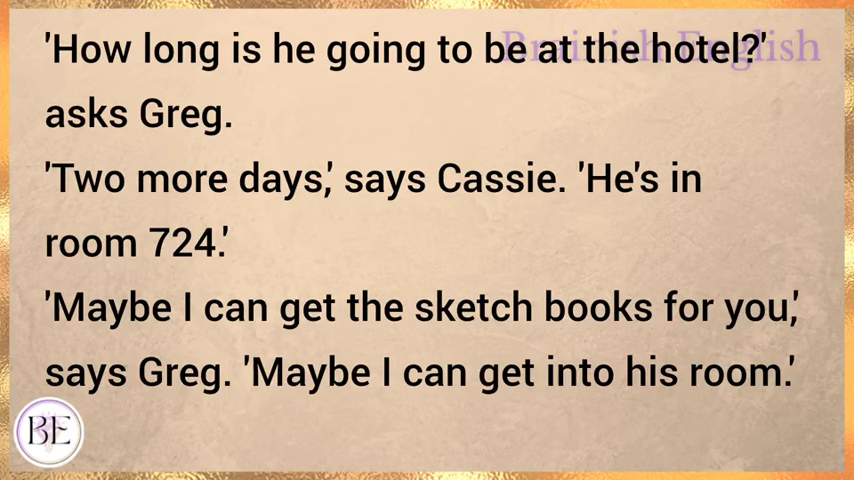 Brainish English
'How long is he going to be at the hotel?'
asks Greg.
'Two more days,' says Cassie. 'He's in
room 724.'
'Maybe I can get the sketch books for you,'
says Greg. 'Maybe I can get into his room.'
BE